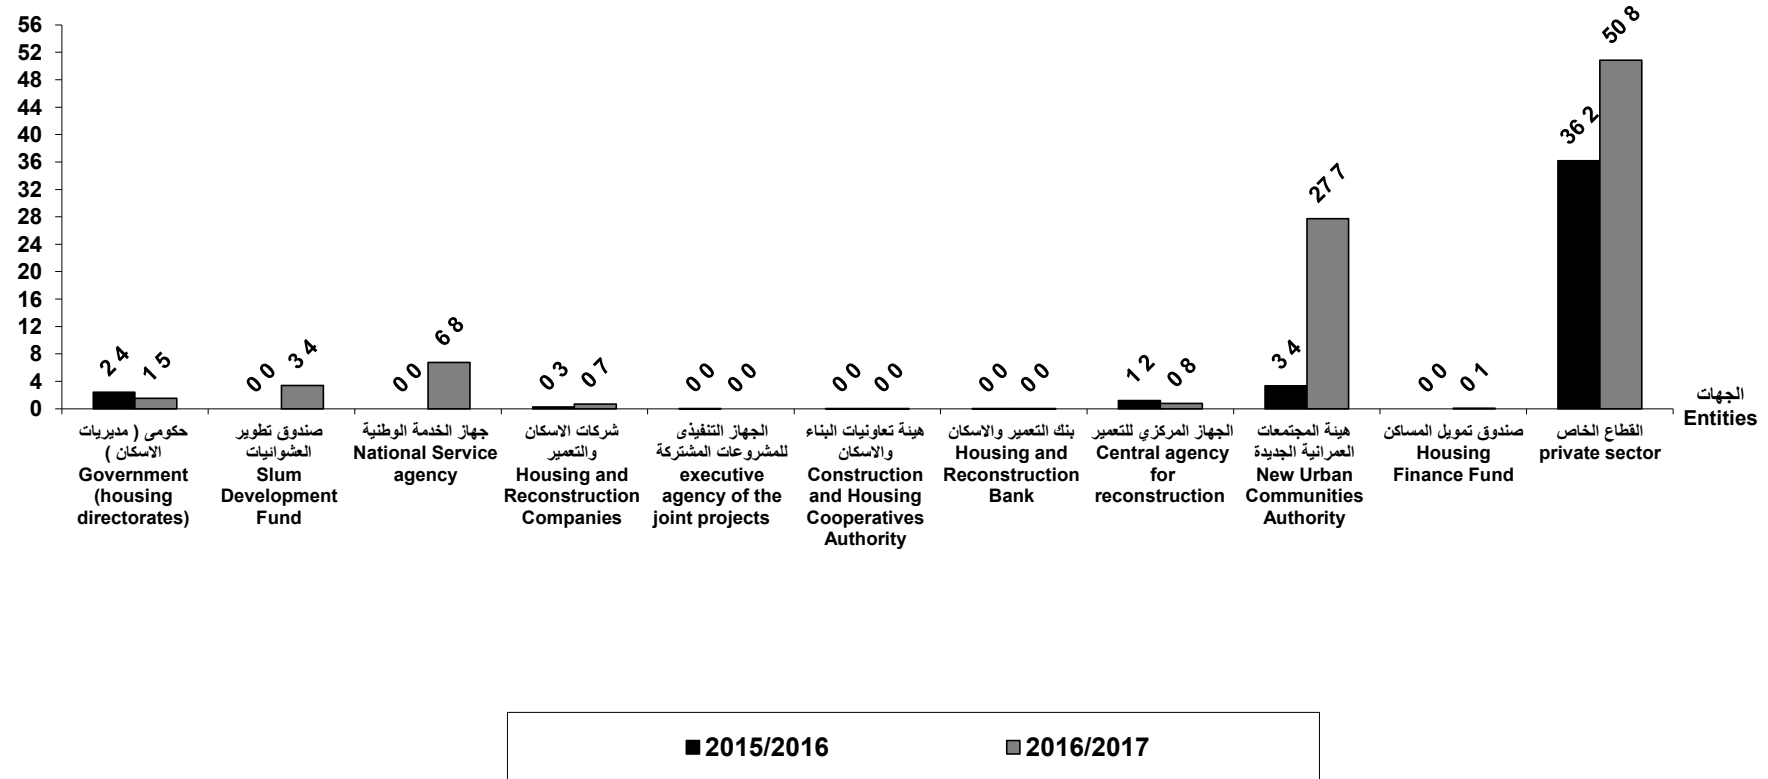 56
52
48
44
40
36
32
28
24
20
16
12
8
4
0
2 4
1 5
0 0
3 4
0 0
6 8
0 3
0 7
0 0
0 0
0 0
0 0
0 0
0 0
1 2
0 8
3 4
27 7
0 0
0 1
36 2
50 8
حكومى ( مديريات
الاسكان )
Government
(housing
directorates)
صندوق تطوير
العشوائيات
Slum
Development
Fund
جهاز الخدمة الوطنية
National Service
agency
شركات الاسكان
والتعمير
Housing and
Reconstruction
Companies
الجهاز التنفيذى
للمشروعات المشتركة
executive
agency of the
joint projects
هيئة تعاونيات البناء
والاسكان
Construction
and Housing
Cooperatives
Authority
بنك التعمير والاسكان
Housing and
Reconstruction
Bank
الجهاز المركزي للتعمير
Central agency
for
reconstruction
هيئة المجتمعات
العمرانية الجديدة
New Urban
Communities
Authority
صندوق تمويل المساكن
Housing
Finance Fund
القطاع الخاص
private sector
الجهات
Entities
2015/2016
2016/2017